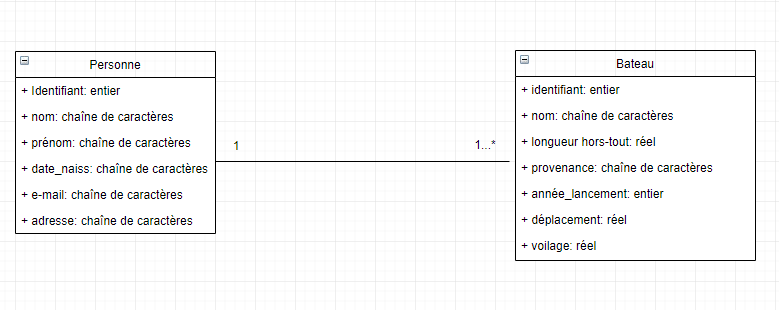 Personne
+ Identifiant: entier
+ nom: chaîne de caractères
+ prénom: chaîne de caractères
+ date_naiss: chaîne de caractères
+ e-mail: chaîne de caractères
+ adresse: chaîne de caractères
1
1...*
Bateau
+ identifiant: entier
+ nom: chaîne de caractères
+ longueur hors-tout: réel
+ provenance: chaîne de caractères
+ année_lancement: entier
+ déplacement: réel
+ voilage: réel